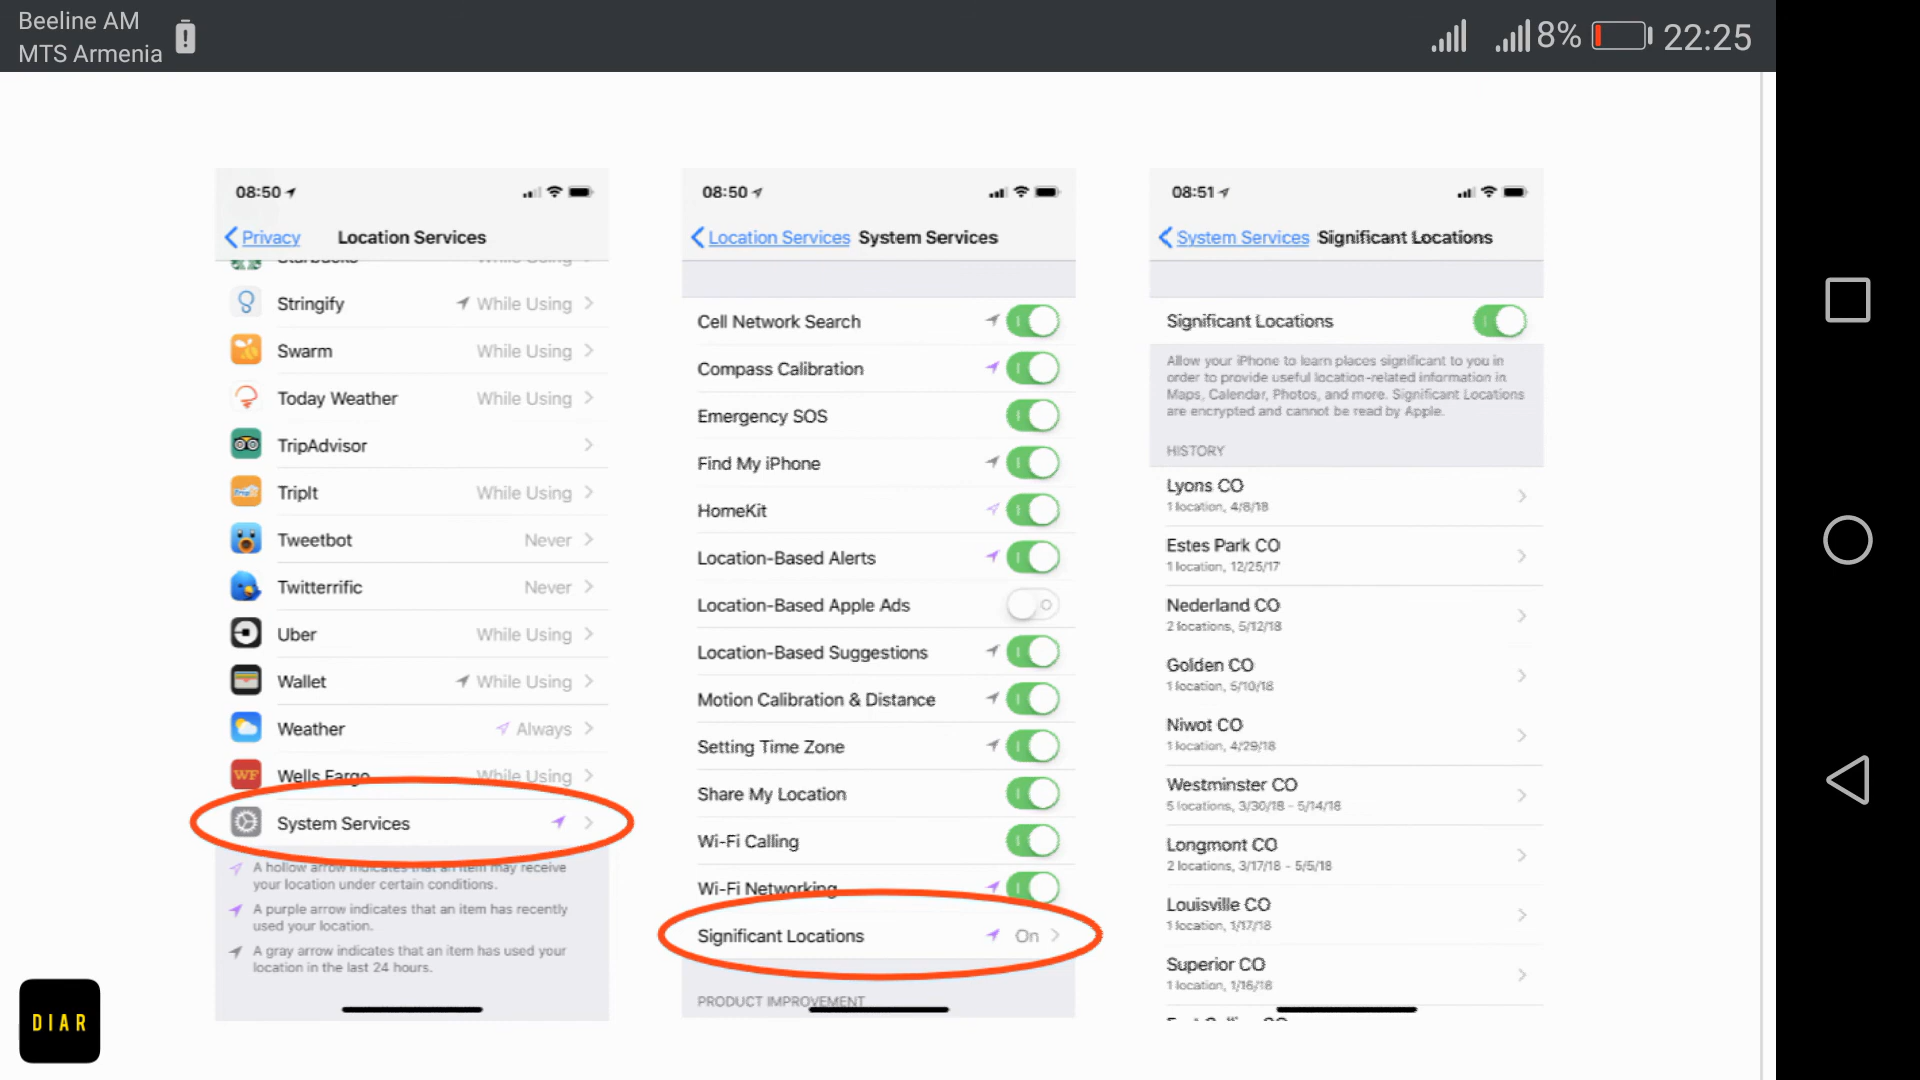 Beeline AM
MTS Armenia
8% 22:25
08:50
Privacy Location Services
Starbucks While Using
Stringify While Using
Swarm While Using
Today Weather While Using
TripAdvisor
TripIt While Using
Tweetbot Never
Twitterrific Never
Uber While Using
Wallet While Using
Weather Always
WF Wells Fargo While Using
System Services
A hollow arrow indicates that an item may receive
your location under certain conditions.
A purple arrow indicates that an item has recently
used your location.
A gray arrow indicates that an item has used your
location in the last 24 hours.
08:50
Location Services System Services
Cell Network Search
Compass Calibration
Emergency SOS
Find My iPhone
HomeKit
Location-Based Alerts
Location-Based Apple Ads
Location-Based Suggestions
Motion Calibration & Distance
Setting Time Zone
Share My Location
Wi-Fi Calling
Wi-Fi Networking
Significant Locations On
PRODUCT IMPROVEMENT
08:51
System Services Significant Locations
Significant Locations
Allow your iPhone to learn places significant to you in
order to provide useful location-related information in
Maps, Calendar, Photos, and more. Significant Locations
are encrypted and cannot be read by Apple.
HISTORY
Lyons CO
1 location, 4/8/18
Estes Park CO
1 location, 12/25/17
Nederland CO
2 locations, 5/12/18
Golden CO
1 location, 5/10/18
Niwot CO
1 location, 4/29/18
Westminster CO
5 locations, 3/30/18 - 5/14/18
Longmont CO
2 locations, 3/17/18 - 5/5/18
Louisville CO
1 location, 1/17/18
Superior CO
1 location, 1/16/18
DIAR